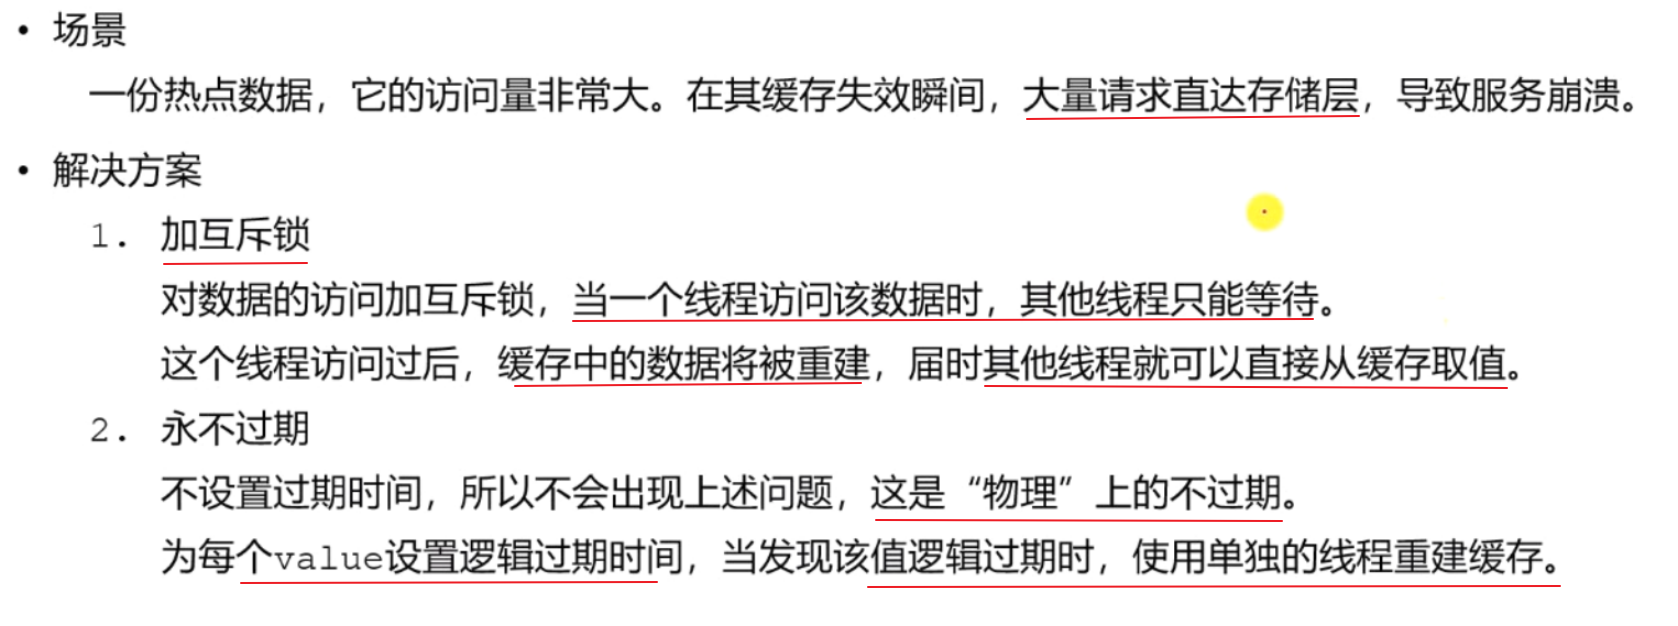 • 场景
一份热点数据，它的访问量非常大。在其缓存失效瞬间，大量请求直达存储层，导致服务崩溃。
• 解决方案
1. 加互斥锁
对数据的访问加互斥锁，当一个线程访问该数据时，其他线程只能等待。
这个线程访问过后，缓存中的数据将被重建，届时其他线程就可以直接从缓存取值。
2. 永不过期
不设置过期时间，所以不会出现上述问题，这是“物理”上的不过期。
为每个value设置逻辑过期时间，当发现该值逻辑过期时，使用单独的线程重建缓存。